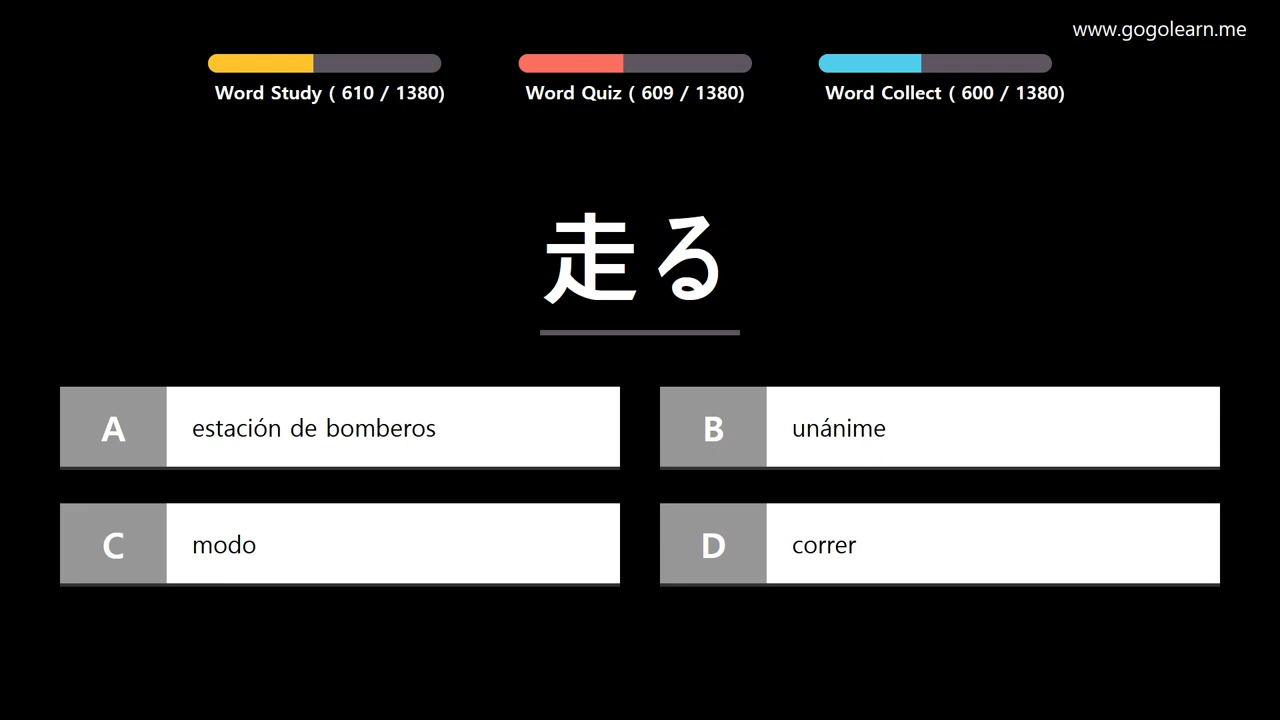 www.gogolearn.me
Word Study ( 610 / 1380)
Word Quiz ( 609 / 1380)
Word Collect ( 600 / 1380)
走る
A estación de bomberos
B unánime
C modo
D correr